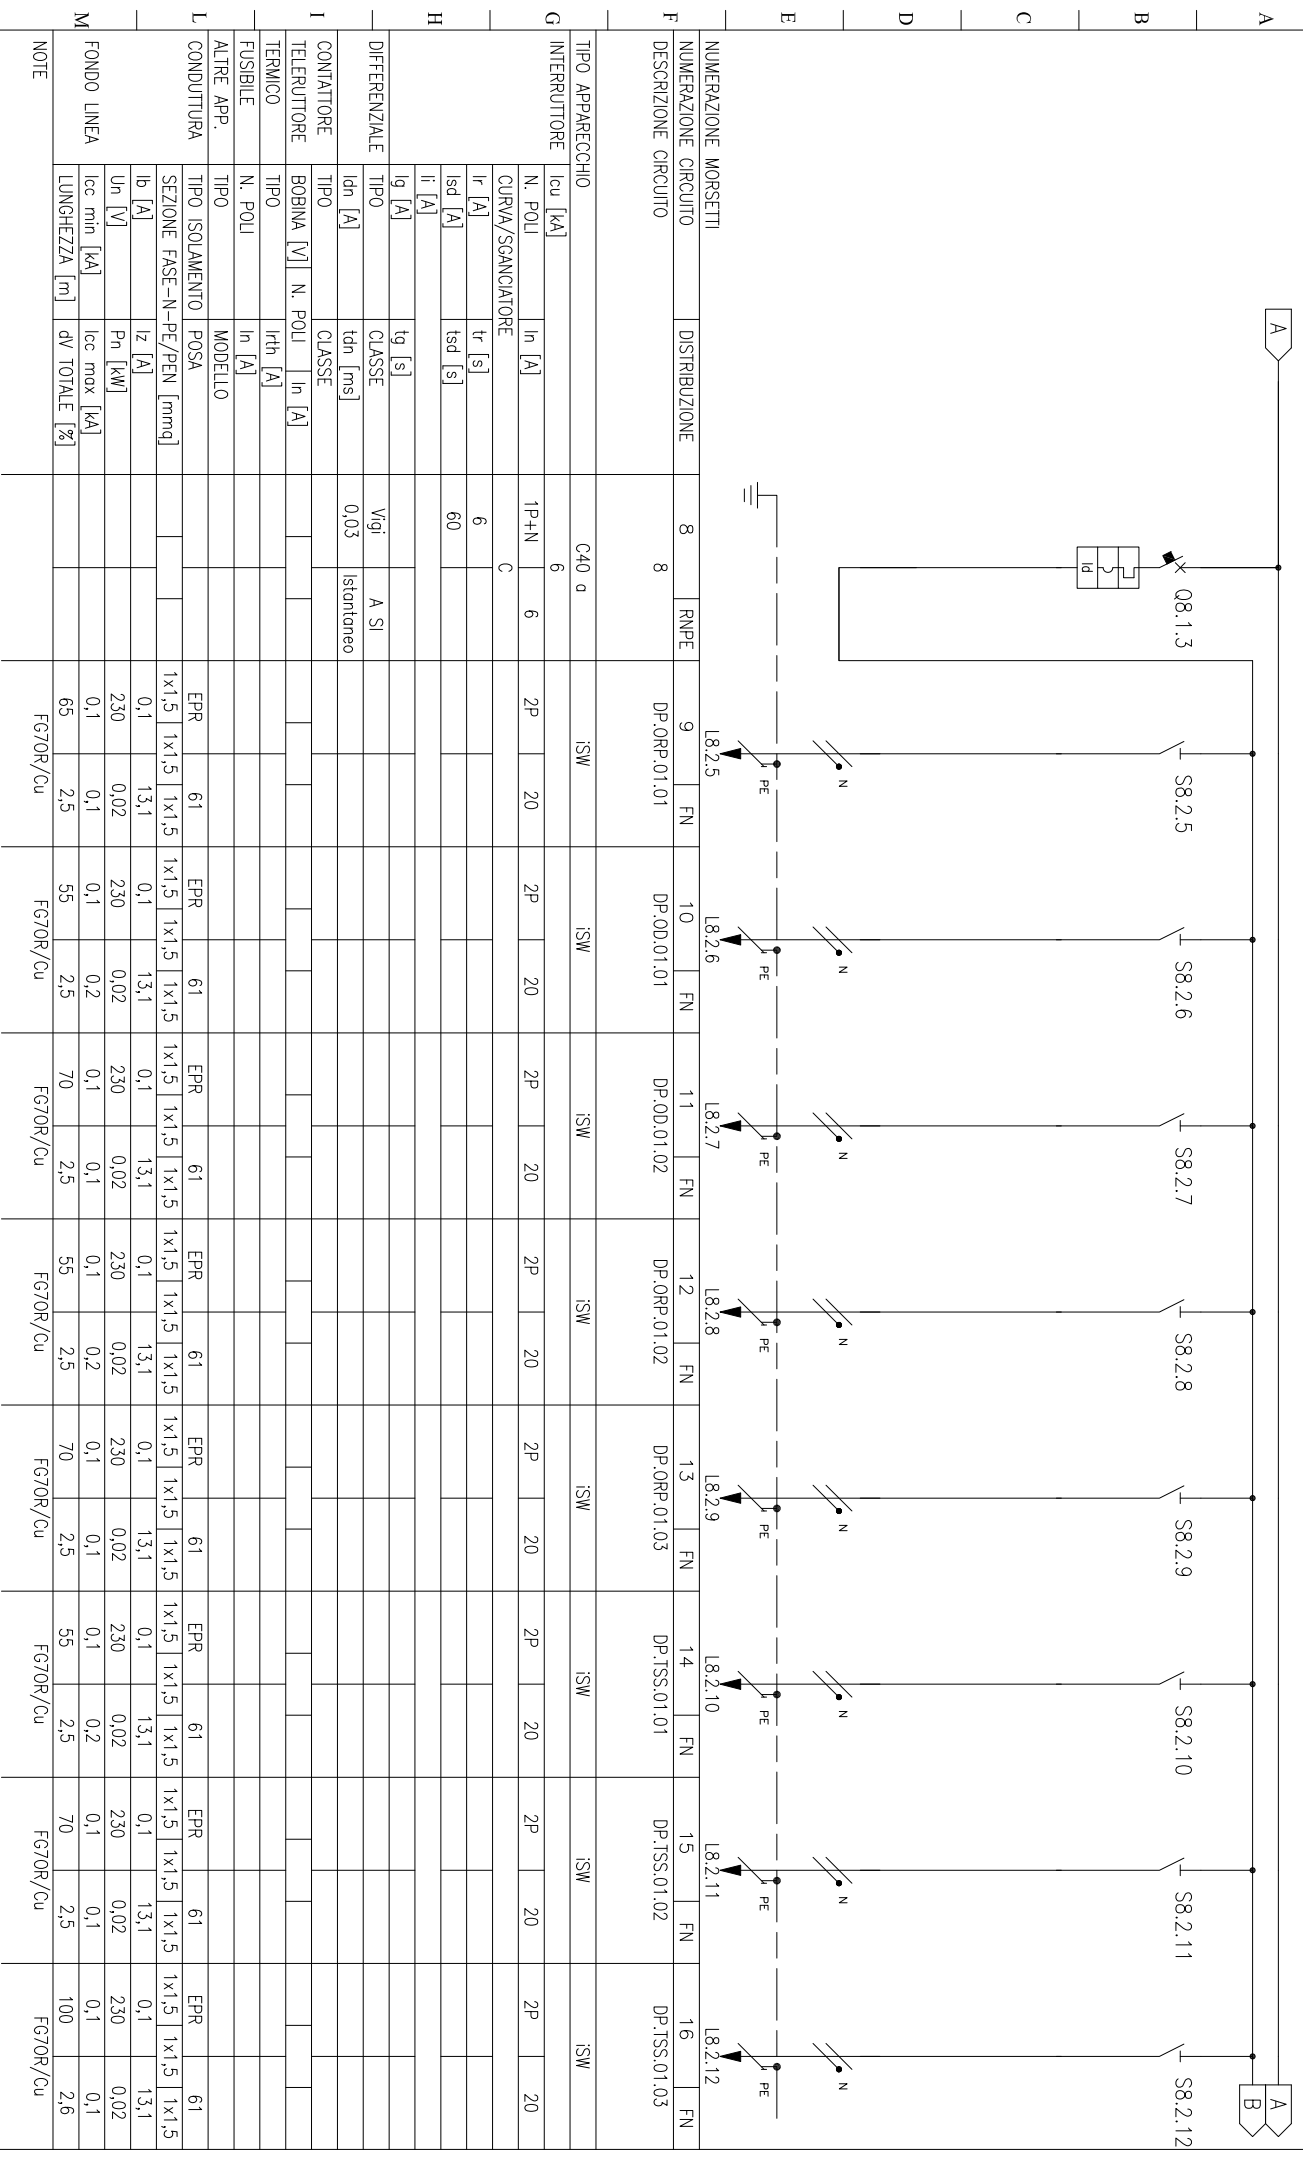 A B C D E F G H I L M
A
A
B
Q8.1.3 S8.2.5 S8.2.6 S8.2.7 S8.2.8 S8.2.9 S8.2.10 S8.2.11 S8.2.12
Id
N N N N N N N N
PE PE PE PE PE PE PE PE
NUMERAZIONE MORSETTI L8.2.5 L8.2.6 L8.2.7 L8.2.8 L8.2.9 L8.2.10 L8.2.11 L8.2.12
NUMERAZIONE CIRCUITO DISTRIBUZIONE 8 RNPE 9 FN 10 FN 11 FN 12 FN 13 FN 14 FN 15 FN 16 FN
DESCRIZIONE CIRCUITO 8 DP.ORP.01.01 DP.OD.01.01 DP.OD.01.02 DP.ORP.01.02 DP.ORP.01.03 DP.TSS.01.01 DP.TSS.01.02 DP.TSS.01.03
TIPO APPARECCHIO C40 a iSW iSW iSW iSW iSW iSW iSW iSW
INTERRUTTORE Icu [kA] 6
N. POLI In [A] 1P+N 6 2P 20 2P 20 2P 20 2P 20 2P 20 2P 20 2P 20 2P 20
CURVA/SGANCIATORE C
Ir [A] tr [s] 6
Isd [A] tsd [s] 60
Ii [A]
Ig [A] tg [s]
DIFFERENZIALE TIPO CLASSE Vigi A SI
Idn [A] tdn [ms] 0,03 Istantaneo
CONTATTORE TIPO CLASSE
TELERUTTORE BOBINA [V] N. POLI In [A]
TERMICO TIPO Irth [A]
FUSIBILE N. POLI In [A]
ALTRE APP. TIPO MODELLO
CONDUTTURA TIPO ISOLAMENTO POSA EPR 61 EPR 61 EPR 61 EPR 61 EPR 61 EPR 61 EPR 61 EPR 61
SEZIONE FASE-N-PE/PEN [mmq] 1x1,5 1x1,5 1x1,5 1x1,5 1x1,5 1x1,5 1x1,5 1x1,5 1x1,5 1x1,5 1x1,5 1x1,5 1x1,5 1x1,5 1x1,5 1x1,5 1x1,5 1x1,5 1x1,5 1x1,5 1x1,5 1x1,5 1x1,5 1x1,5
Ib [A] Iz [A] 0,1 13,1 0,1 13,1 0,1 13,1 0,1 13,1 0,1 13,1 0,1 13,1 0,1 13,1 0,1 13,1
Un [V] Pn [kW] 230 0,02 230 0,02 230 0,02 230 0,02 230 0,02 230 0,02 230 0,02 230 0,02
FONDO LINEA Icc min [kA] Icc max [kA] 0,1 0,1 0,1 0,2 0,1 0,1 0,1 0,2 0,1 0,1 0,1 0,2 0,1 0,1 0,1 0,1
LUNGHEZZA [m] dV TOTALE [%] 65 2,5 55 2,5 70 2,5 55 2,5 70 2,5 55 2,5 70 2,5 100 2,6
NOTE FG7OR/Cu FG7OR/Cu FG7OR/Cu FG7OR/Cu FG7OR/Cu FG7OR/Cu FG7OR/Cu FG7OR/Cu